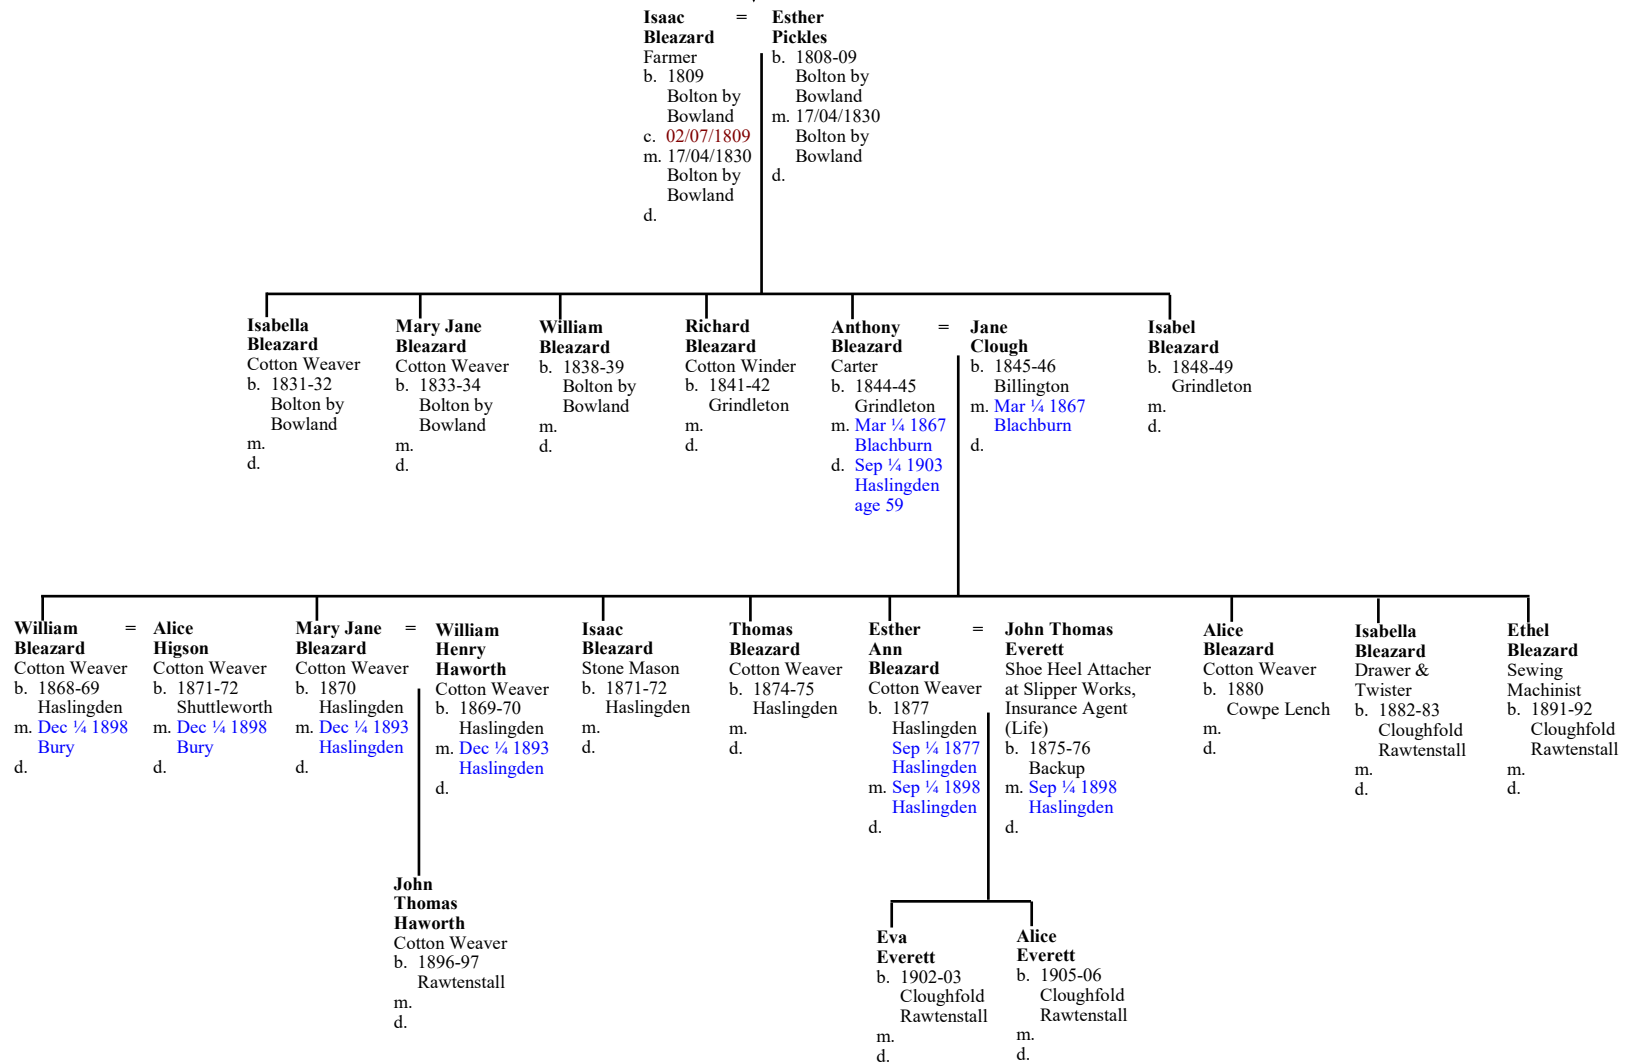 Isaac = Esther
Bleazard Pickles
Farmer
b. 1809
Bolton by
Bowland
c. 02/07/1809
m. 17/04/1830
Bolton by
Bowland
d.
b. 1808-09
Bolton by
Bowland
m. 17/04/1830
Bolton by
Bowland
d.
Isabella
Bleazard
Cotton Weaver
b. 1831-32
Bolton by
Bowland
m.
d.
Mary Jane
Bleazard
Cotton Weaver
b. 1833-34
Bolton by
Bowland
m.
d.
William
Bleazard
b. 1838-39
Bolton by
Bowland
m.
d.
Richard
Bleazard
Cotton Winder
b. 1841-42
Grindleton
m.
d.
Anthony =
Bleazard
Carter
b. 1844-45
Grindleton
m. Mar ¼ 1867
Blachburn
d. Sep ¼ 1903
Haslingden
age 59
Jane
Clough
b. 1845-46
Billington
m. Mar ¼ 1867
Blachburn
d.
Isabel
Bleazard
b. 1848-49
Grindleton
m.
d.
William =
Bleazard
Cotton Weaver
b. 1868-69
Haslingden
m. Dec ¼ 1898
Bury
d.
Alice
Higson
Cotton Weaver
b. 1871-72
Shuttleworth
m. Dec ¼ 1898
Bury
d.
Mary Jane =
Bleazard
Cotton Weaver
b. 1870
Haslingden
m. Dec ¼ 1893
Haslingden
d.
William
Henry
Haworth
Cotton Weaver
b. 1869-70
Haslingden
m. Dec ¼ 1893
Haslingden
d.
Isaac
Bleazard
Stone Mason
b. 1871-72
Haslingden
m.
d.
Thomas
Bleazard
Cotton Weaver
b. 1874-75
Haslingden
m.
d.
Esther =
Ann
Bleazard
Cotton Weaver
b. 1877
Haslingden
Sep ¼ 1877
Haslingden
m. Sep ¼ 1898
Haslingden
d.
John Thomas
Everett
Shoe Heel Attacher
at Slipper Works,
Insurance Agent
(Life)
b. 1875-76
Backup
m. Sep ¼ 1898
Haslingden
d.
Alice
Bleazard
Cotton Weaver
b. 1880
Cowpe Lench
m.
d.
Isabella
Bleazard
Drawer &
Twister
b. 1882-83
Cloughfold
Rawtenstall
m.
d.
Ethel
Bleazard
Sewing
Machinist
b. 1891-92
Cloughfold
Rawtenstall
m.
d.
John
Thomas
Haworth
Cotton Weaver
b. 1896-97
Rawtenstall
m.
d.
Eva
Everett
b. 1902-03
Cloughfold
Rawtenstall
m.
d.
Alice
Everett
b. 1905-06
Cloughfold
Rawtenstall
m.
d.